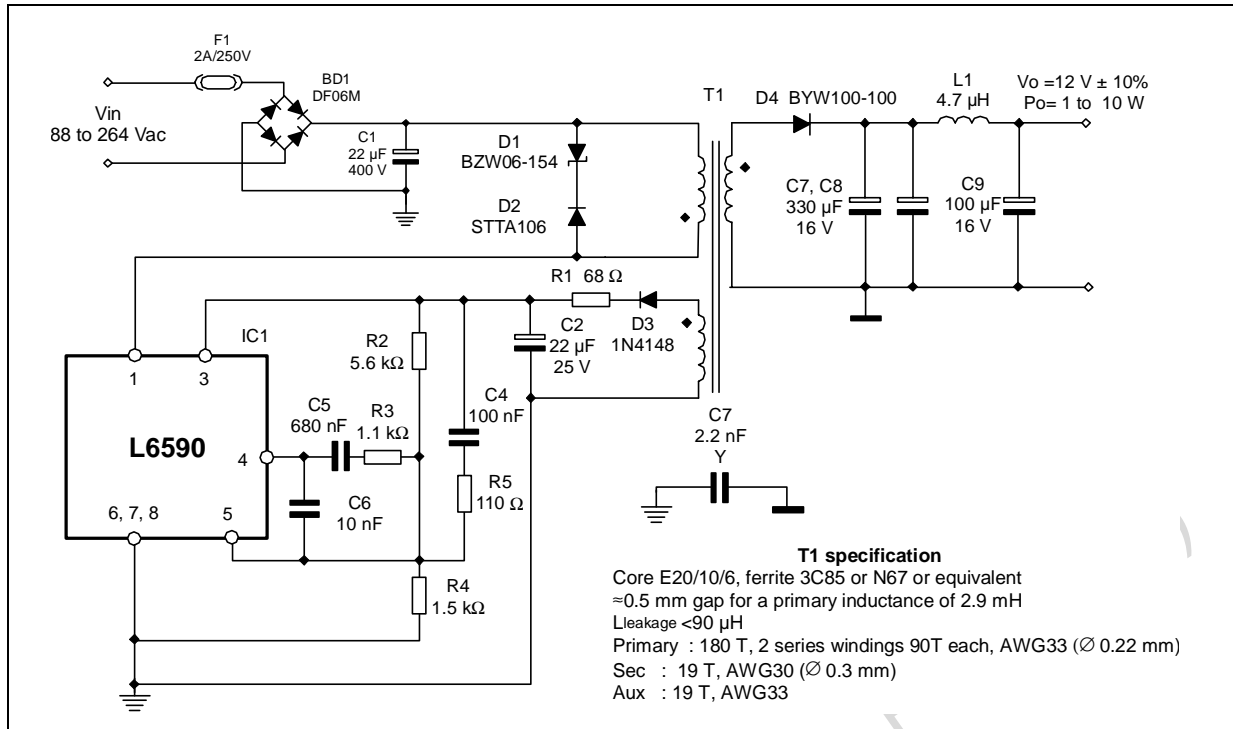 F1
2A/250V
BD1
DF06M
Vin
88 to 264 Vac
C1
22 µF
400 V
D1
BZW06-154
D2
STTA106
T1
D4 BYW100-100
L1
4.7 µH
Vo =12 V ± 10%
Po= 1 to 10 W
C7, C8
330 µF
16 V
C9
100 µF
16 V
R1 68 Ω
D3
1N4148
C2
22 µF
25 V
IC1
R2
5.6 kΩ
1
3
L6590
4
5
6, 7, 8
C5
680 nF
R3
1.1 kΩ
C4
100 nF
R5
110 Ω
C6
10 nF
R4
1.5 kΩ
C7
2.2 nF
Y
T1 specification
Core E20/10/6, ferrite 3C85 or N67 or equivalent
≈0.5 mm gap for a primary inductance of 2.9 mH
Lleakage <90 µH
Primary : 180 T, 2 series windings 90T each, AWG33 (∅ 0.22 mm)
Sec : 19 T, AWG30 (∅ 0.3 mm)
Aux : 19 T, AWG33